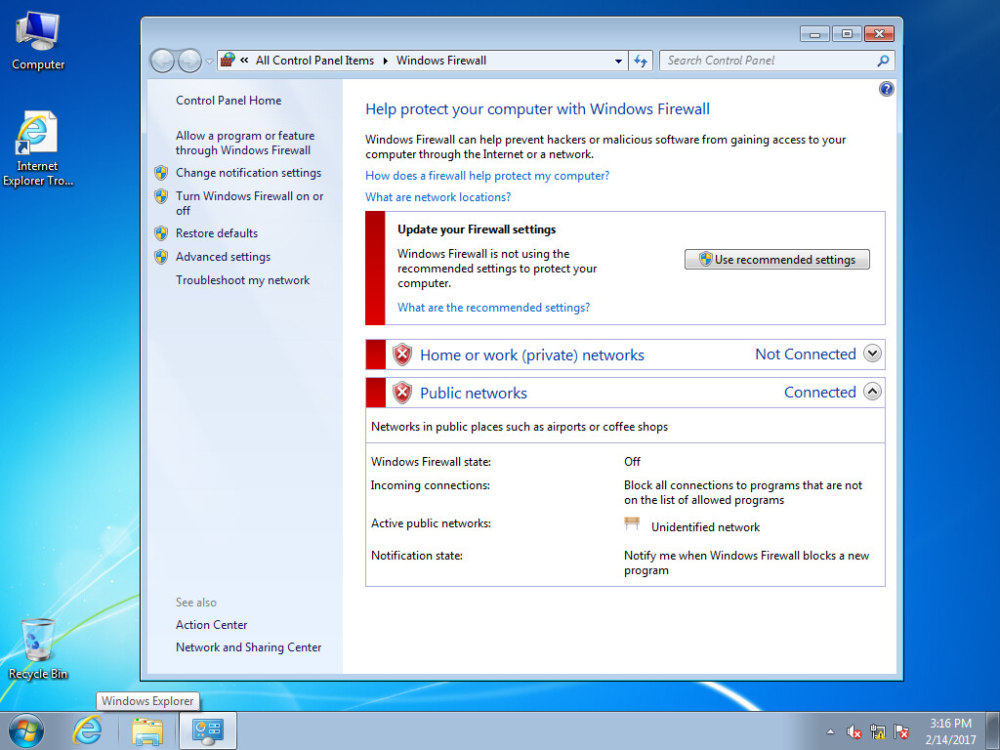 Computer
Internet
Explorer Tro...
Recycle Bin
« All Control Panel Items ▸ Windows Firewall
Search Control Panel
Control Panel Home
Allow a program or feature
through Windows Firewall
Change notification settings
Turn Windows Firewall on or
off
Restore defaults
Advanced settings
Troubleshoot my network
See also
Action Center
Network and Sharing Center
Help protect your computer with Windows Firewall
Windows Firewall can help prevent hackers or malicious software from gaining access to your
computer through the Internet or a network.
How does a firewall help protect my computer?
What are network locations?
Update your Firewall settings
Windows Firewall is not using the
recommended settings to protect your
computer.
What are the recommended settings?
Use recommended settings
Home or work (private) networks Not Connected
Public networks Connected
Networks in public places such as airports or coffee shops
Windows Firewall state: Off
Incoming connections: Block all connections to programs that are not
on the list of allowed programs
Active public networks: Unidentified network
Notification state: Notify me when Windows Firewall blocks a new
program
Windows Explorer
3:16 PM
2/14/2017